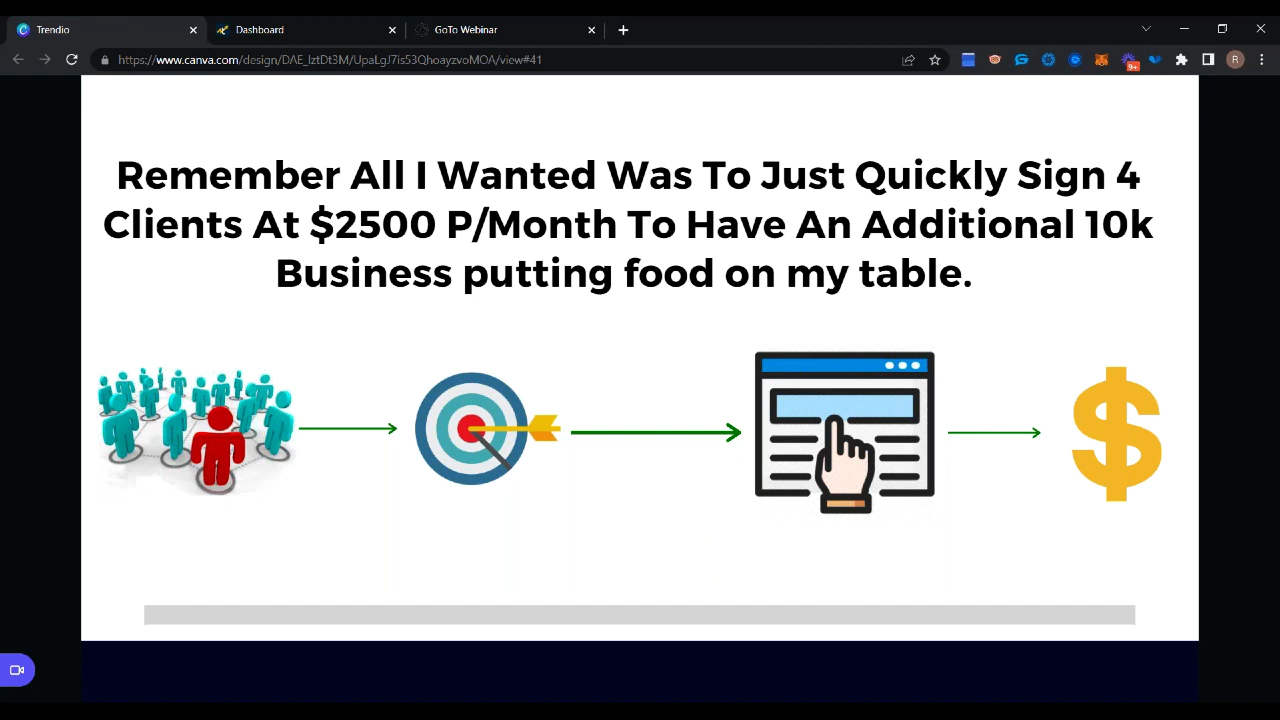 Trendio
Dashboard
GoTo Webinar
https://www.canva.com/design/DAE_lztDt3M/UpaLgJ7is53QhoayzvoMOA/view#41
9+
R
Remember All I Wanted Was To Just Quickly Sign 4
Clients At $2500 P/Month To Have An Additional 10k
Business putting food on my table.
$